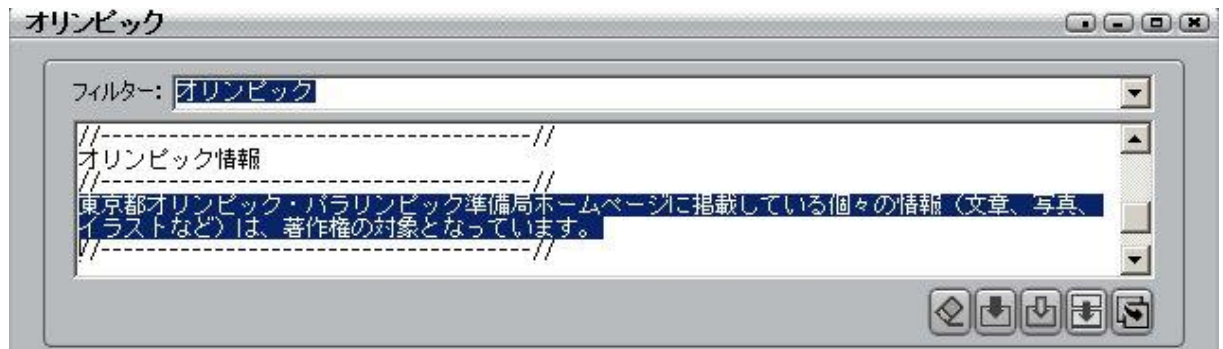 オリンピック
フィルター: オリンピック
//--------------------------------------//
オリンピック情報
//--------------------------------------//
東京都オリンピック・パラリンピック準備局ホームページに掲載している個々の情報（文章、写真、
イラストなど）は、著作権の対象となっています。
//--------------------------------------//